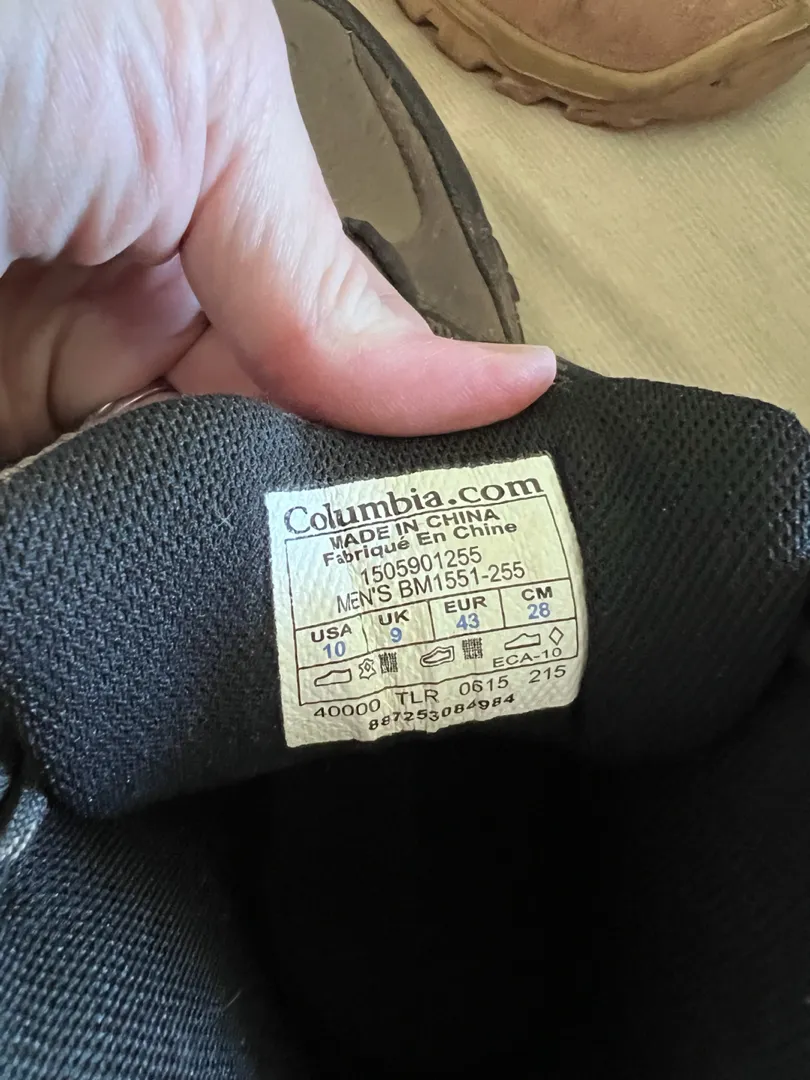 Columbia.com
MADE IN CHINA
Fabriqué En Chine
1505901255
MEN'S BM1551-255
USA UK EUR CM
10 9 43 28
ECA-10
40000 TLR 0615 215
887253084984